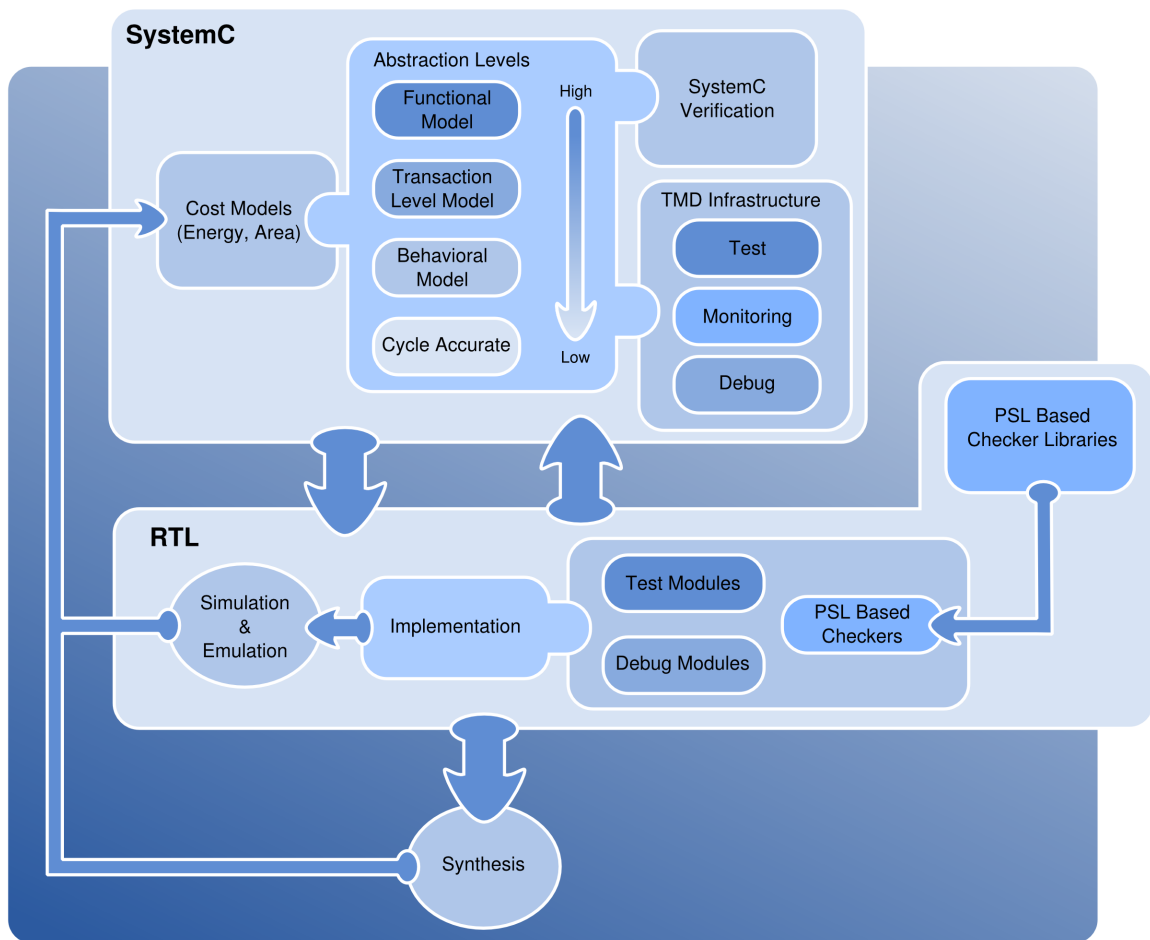 SystemC
Abstraction Levels
Functional
Model
Transaction
Level Model
Behavioral
Model
Cycle Accurate
High
Low
Cost Models
(Energy, Area)
SystemC
Verification
TMD Infrastructure
Test
Monitoring
Debug
PSL Based
Checker Libraries
RTL
Simulation
&
Emulation
Implementation
Test Modules
Debug Modules
PSL Based
Checkers
Synthesis